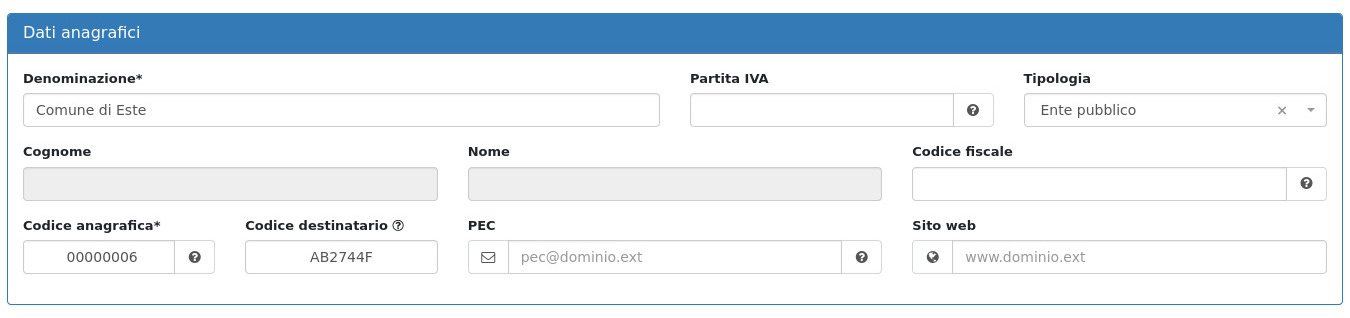 Dati anagrafici
Denominazione* Partita IVA Tipologia
Comune di Este Ente pubblico
Cognome Nome Codice fiscale
Codice anagrafica* Codice destinatario PEC Sito web
00000006 AB2744F pec@dominio.ext www.dominio.ext